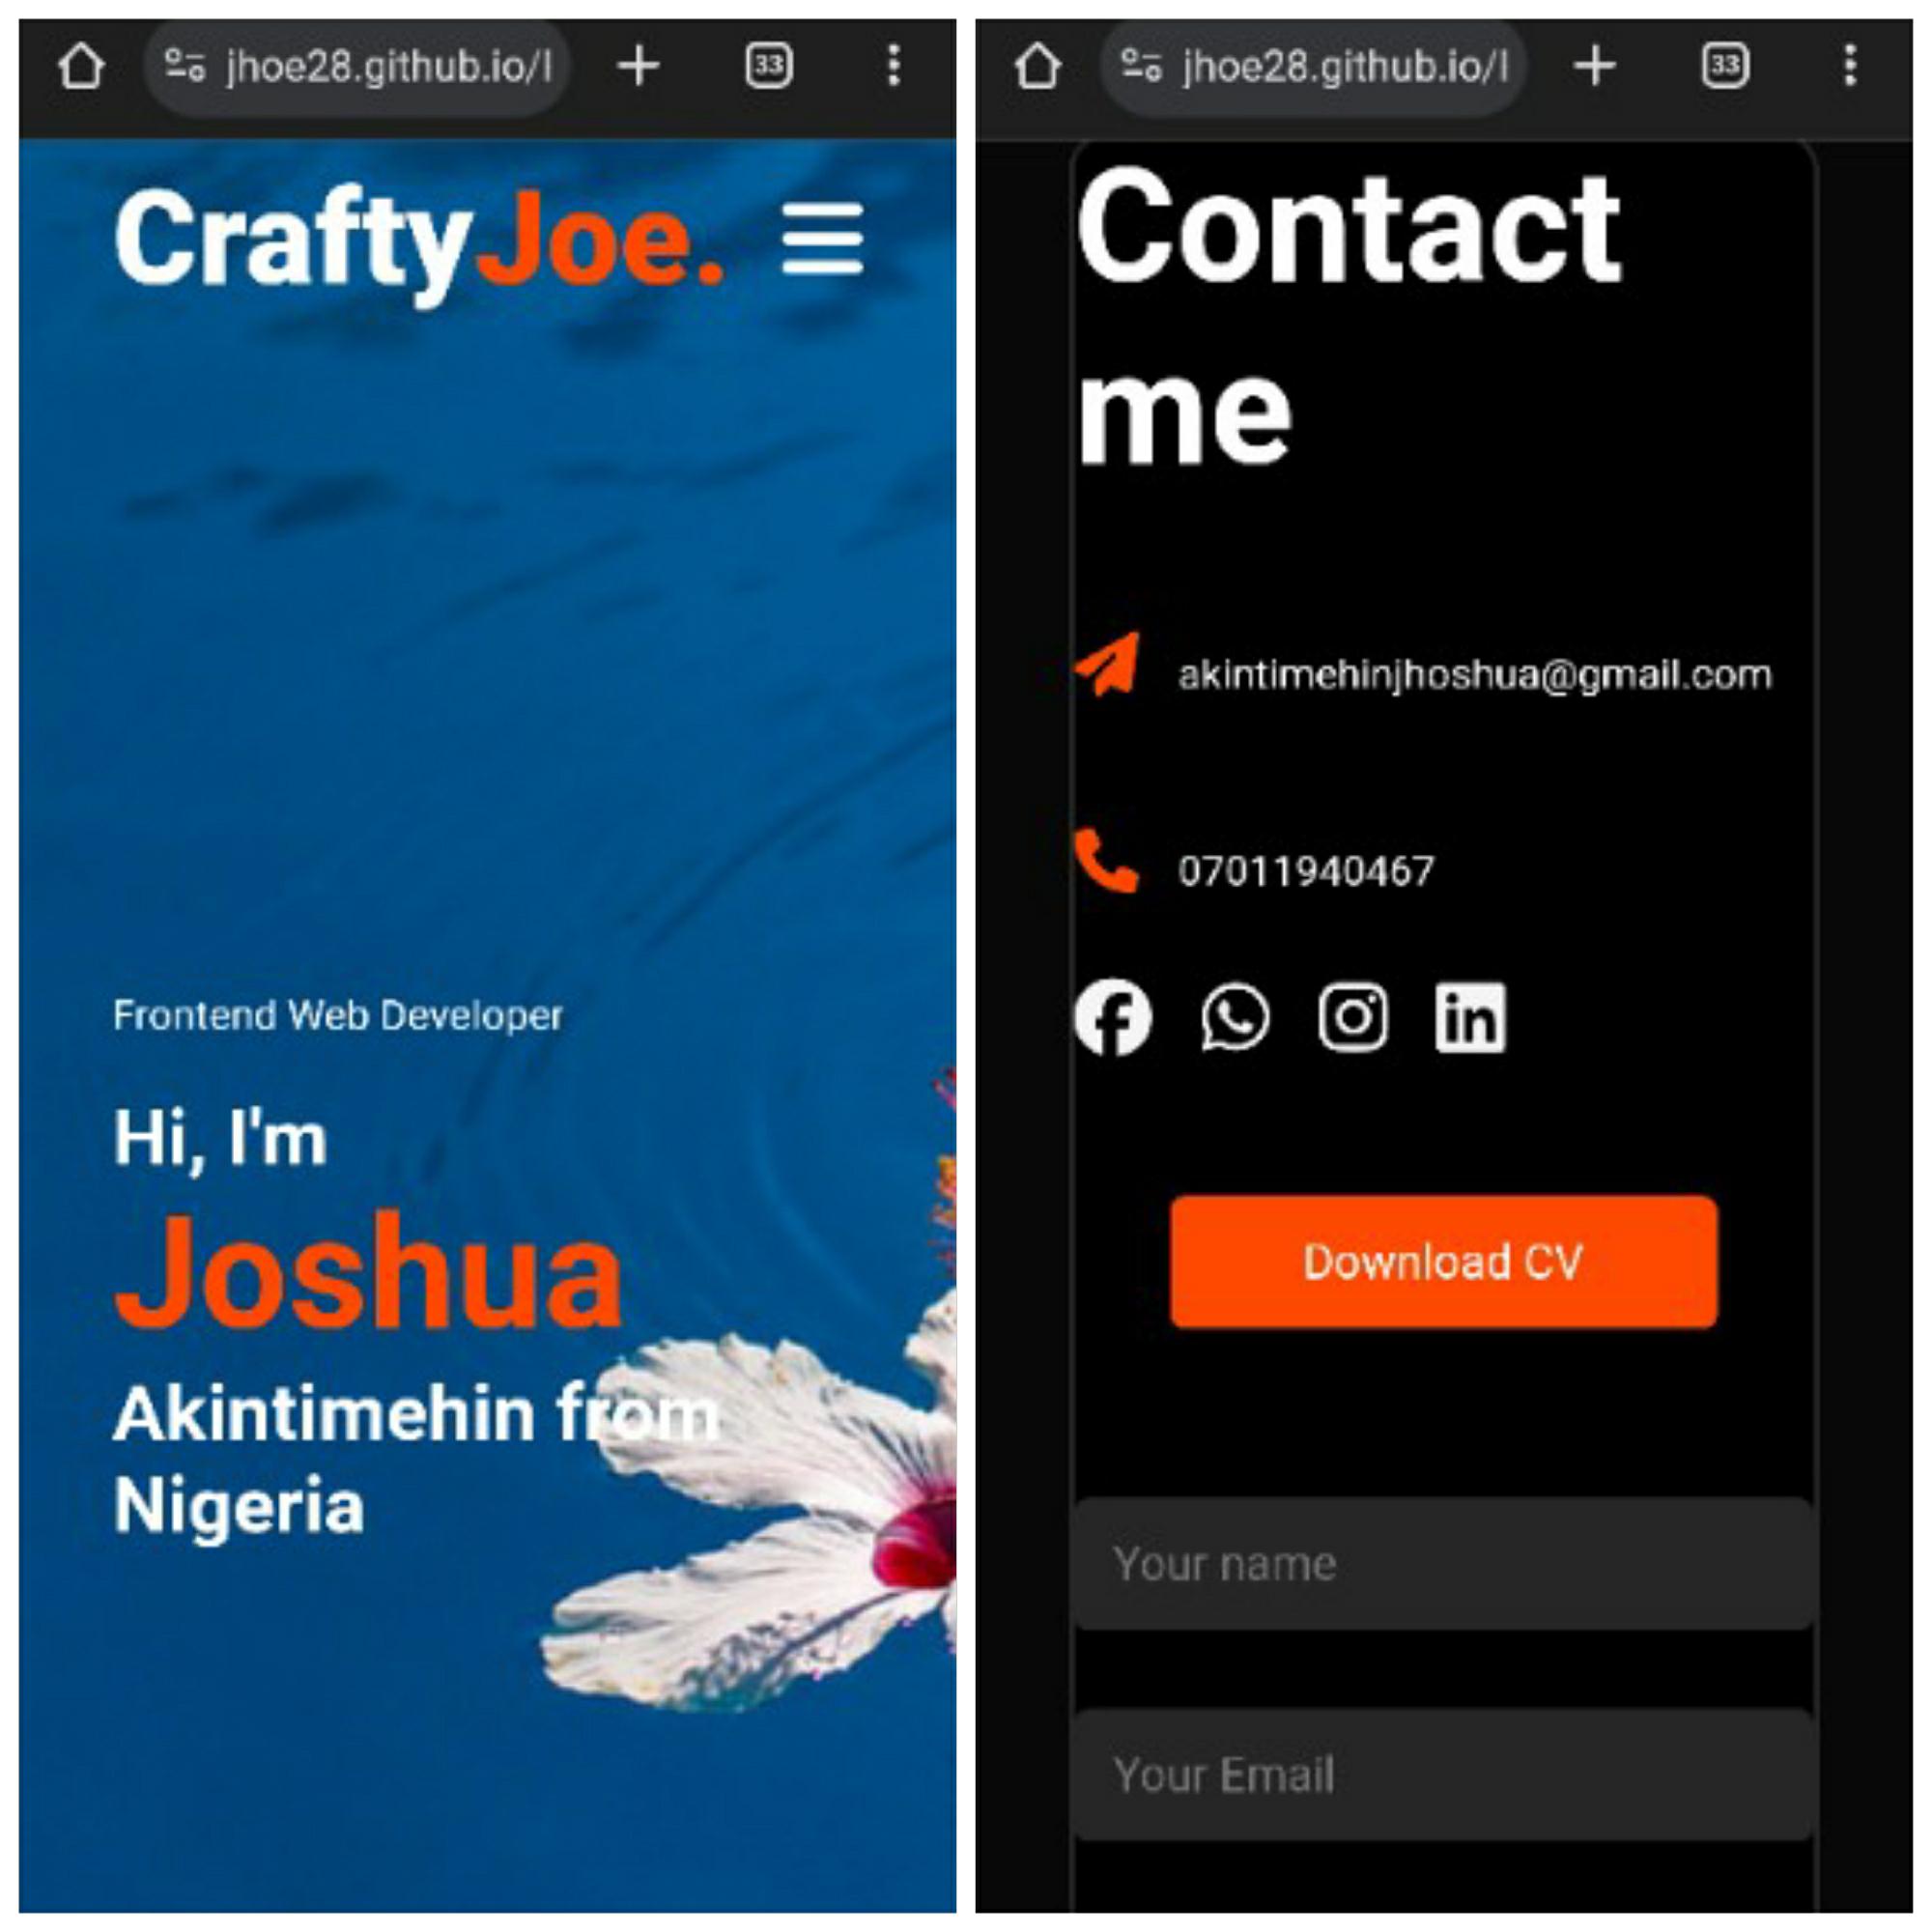 jhoe28.github.io/l
33
CraftyJoe.
Frontend Web Developer
Hi, I'm
Joshua
Akintimehin from
Nigeria
jhoe28.github.io/l
33
Contact
me
akintimehinjhoshua@gmail.com
07011940467
Download CV
Your name
Your Email